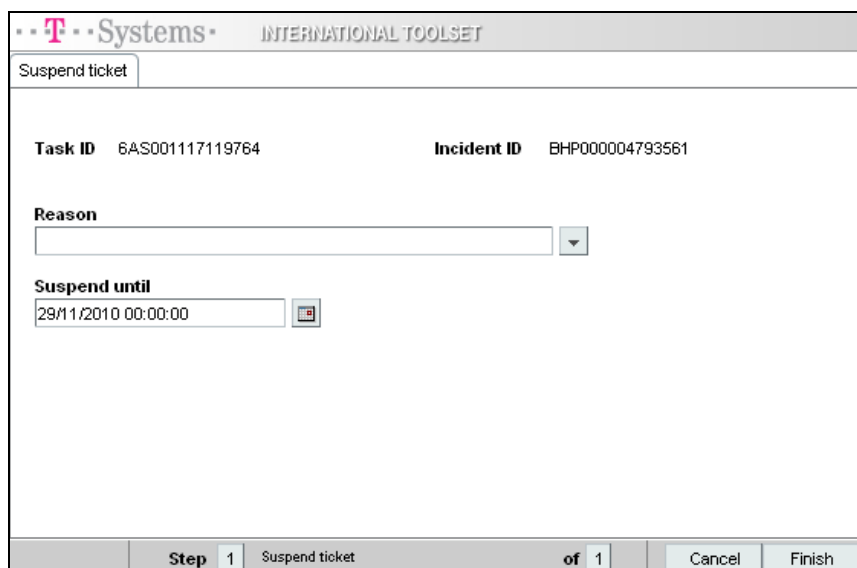 T Systems INTERNATIONAL TOOLSET
Suspend ticket
Task ID 6AS001117119764 Incident ID BHP000004793561
Reason
Suspend until
29/11/2010 00:00:00
Step 1 Suspend ticket of 1 Cancel Finish